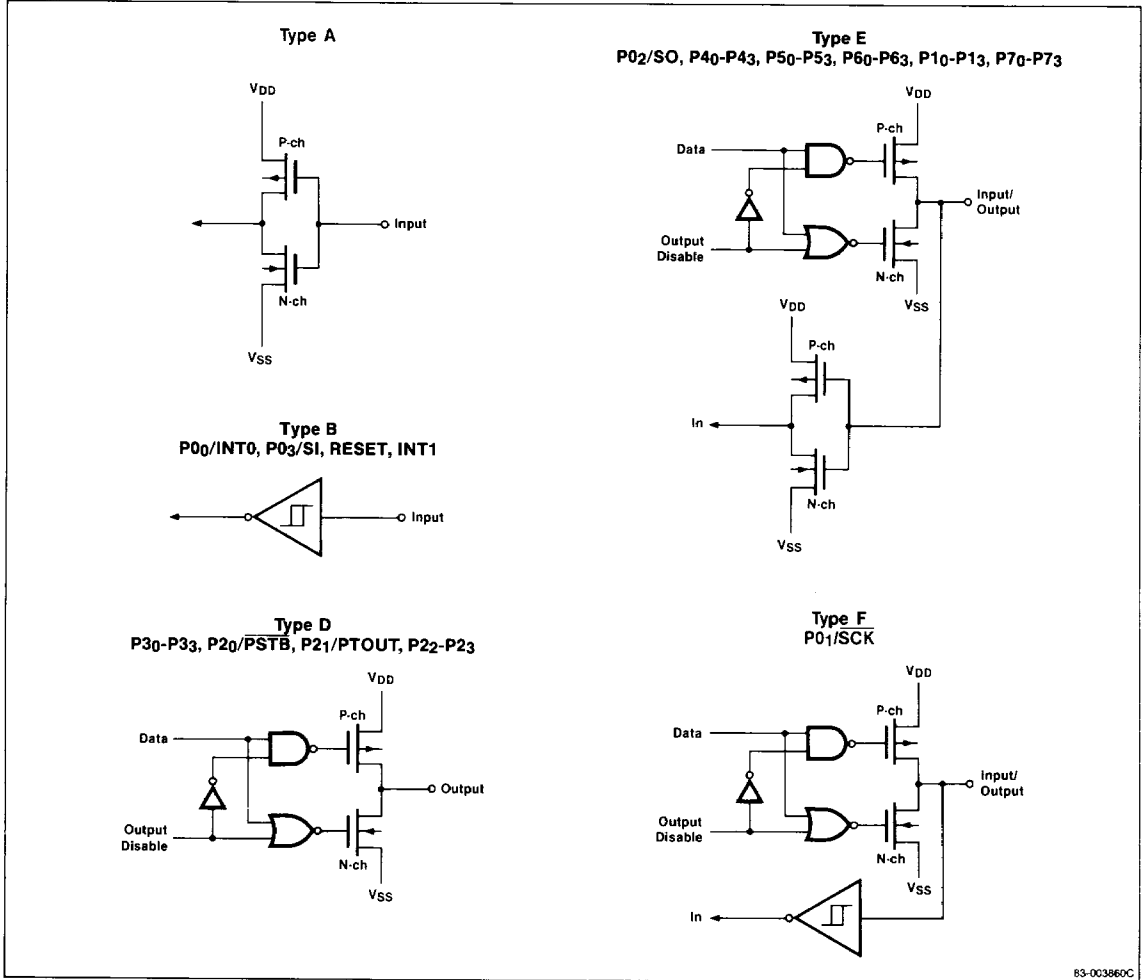 Type A
VDD
P-ch
Input
N-ch
VSS
Type B
P00/INT0, P03/SI, RESET, INT1
Input
Type D
P30-P33, P20/P̅S̅T̅B̅, P21/PTOUT, P22-P23
VDD
P-ch
Data
Output
Output
Disable
N-ch
VSS
Type E
P02/SO, P40-P43, P50-P53, P60-P63, P10-P13, P70-P73
VDD
P-ch
Data
Input/
Output
Output
Disable
N-ch
VSS
VDD
P-ch
In
N-ch
VSS
Type F
P01/S̅C̅K̅
VDD
P-ch
Data
Input/
Output
Output
Disable
N-ch
VSS
In
83-003860C